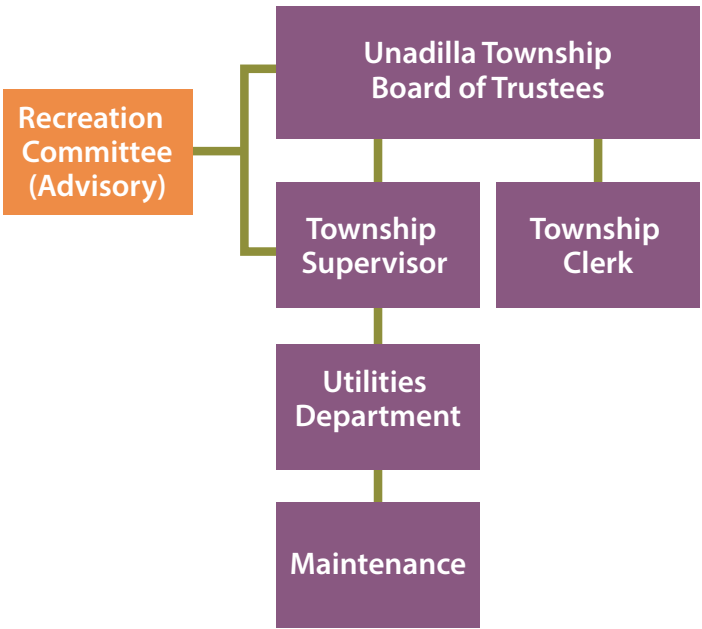 Unadilla Township
Board of Trustees
Recreation
Committee
(Advisory)
Township
Supervisor
Township
Clerk
Utilities
Department
Maintenance